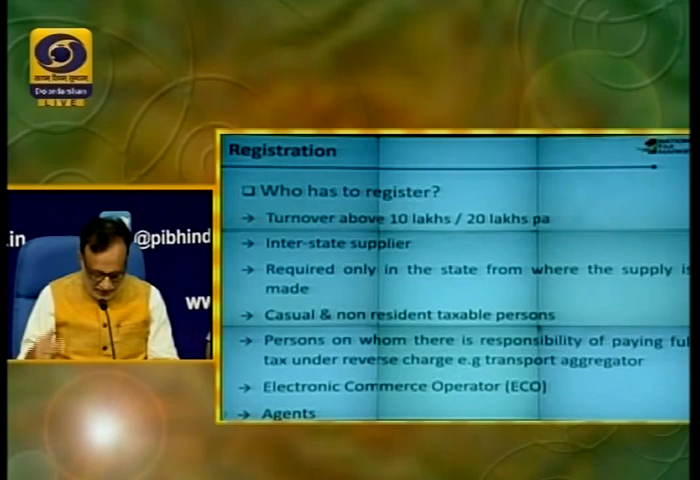 Doordarshan
LIVE
Registration
Who has to register?
Turnover above 10 lakhs / 20 lakhs pa
Inter-state supplier
Required only in the state from where the supply is
made
Casual & non resident taxable persons
Persons on whom there is responsibility of paying ful
tax under reverse charge e.g transport aggregator
Electronic Commerce Operator (ECO)
Agents
.in
@pibhind
ww